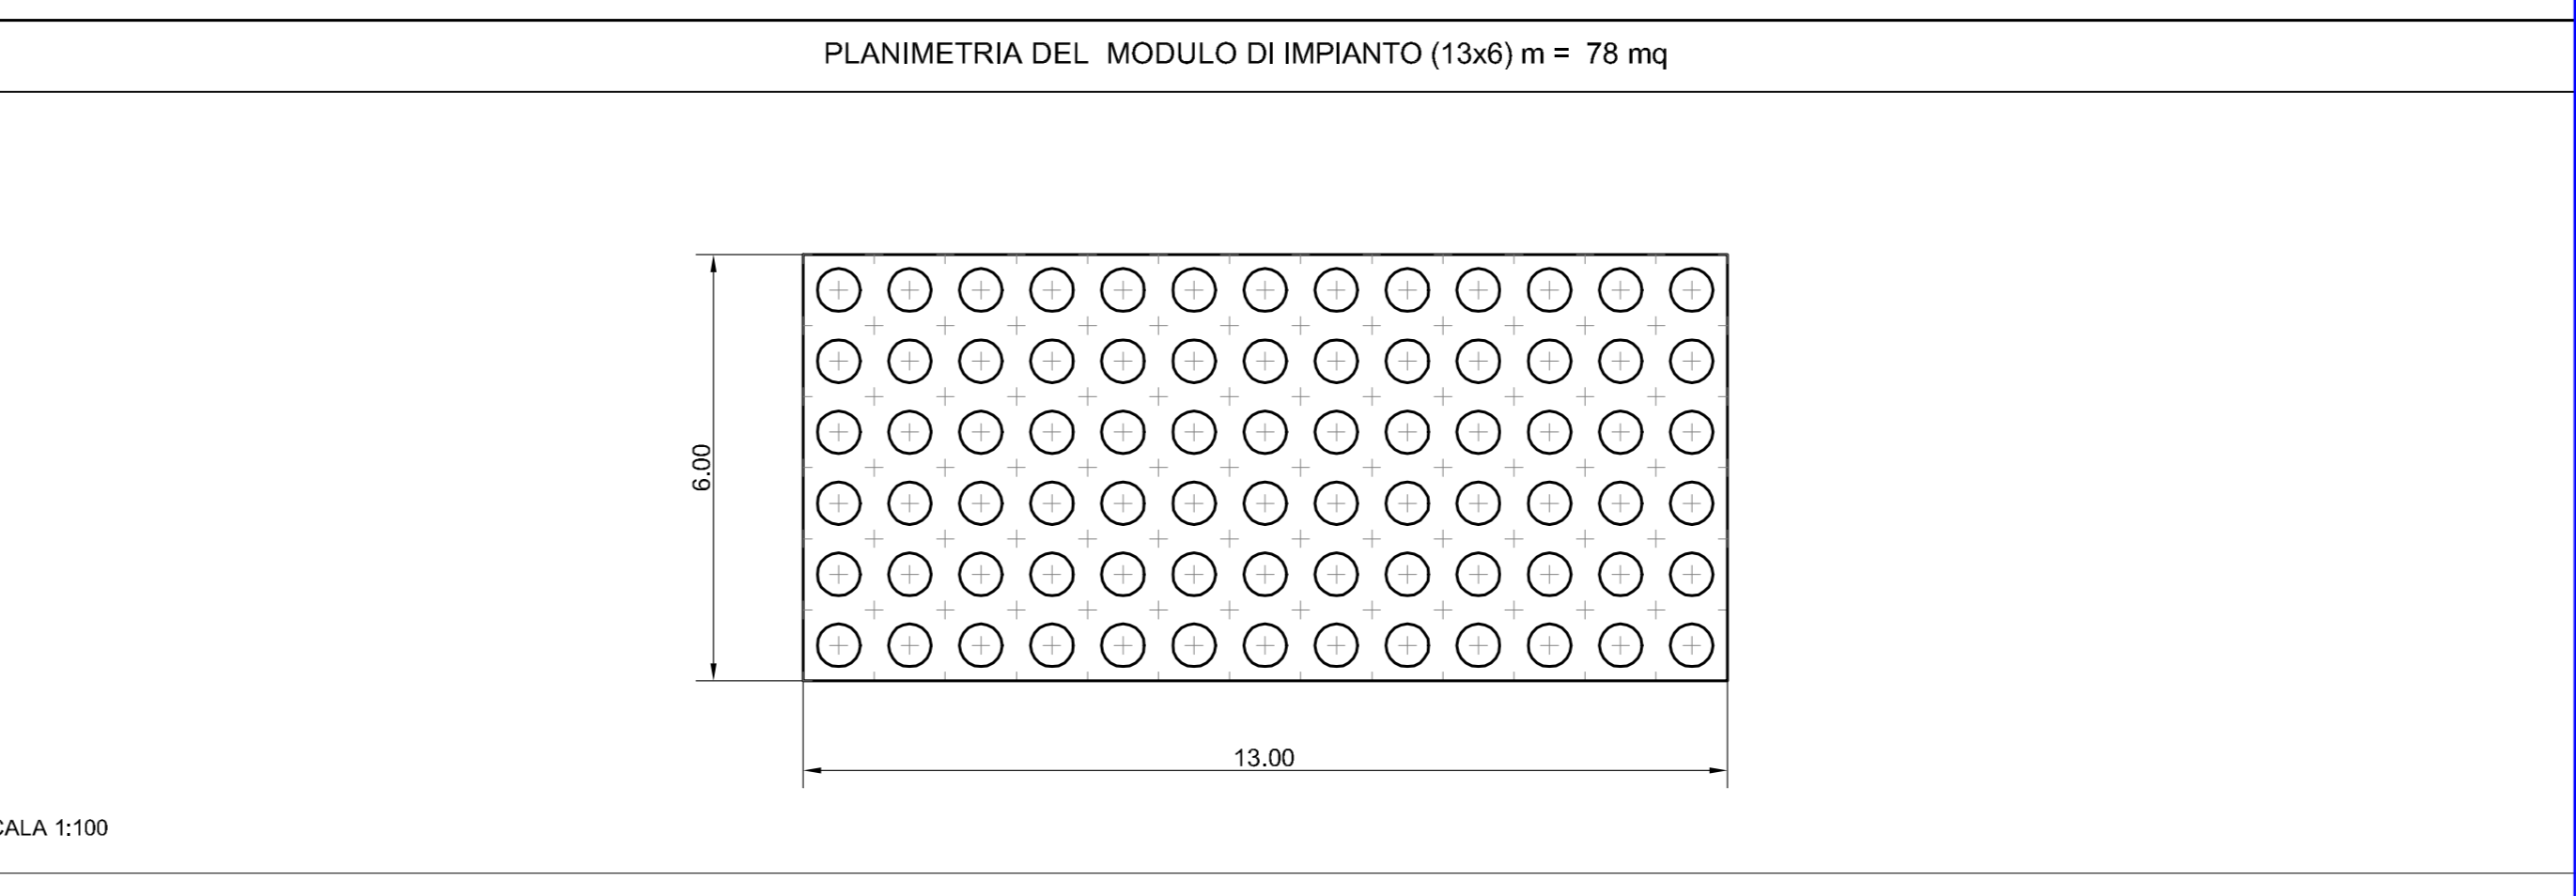 PLANIMETRIA DEL MODULO DI IMPIANTO (13x6) m = 78 mq
6.00
13.00
CALA 1:100